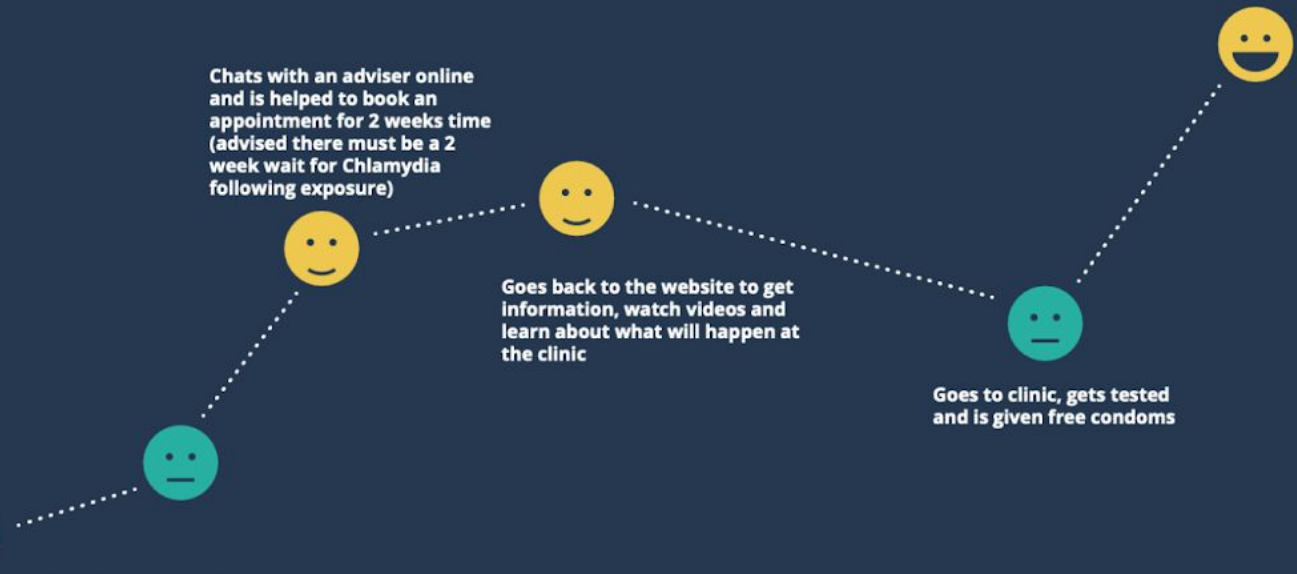 Chats with an adviser online
and is helped to book an
appointment for 2 weeks time
(advised there must be a 2
week wait for Chlamydia
following exposure)
Goes back to the website to get
information, watch videos and
learn about what will happen at
the clinic
Goes to clinic, gets tested
and is given free condoms